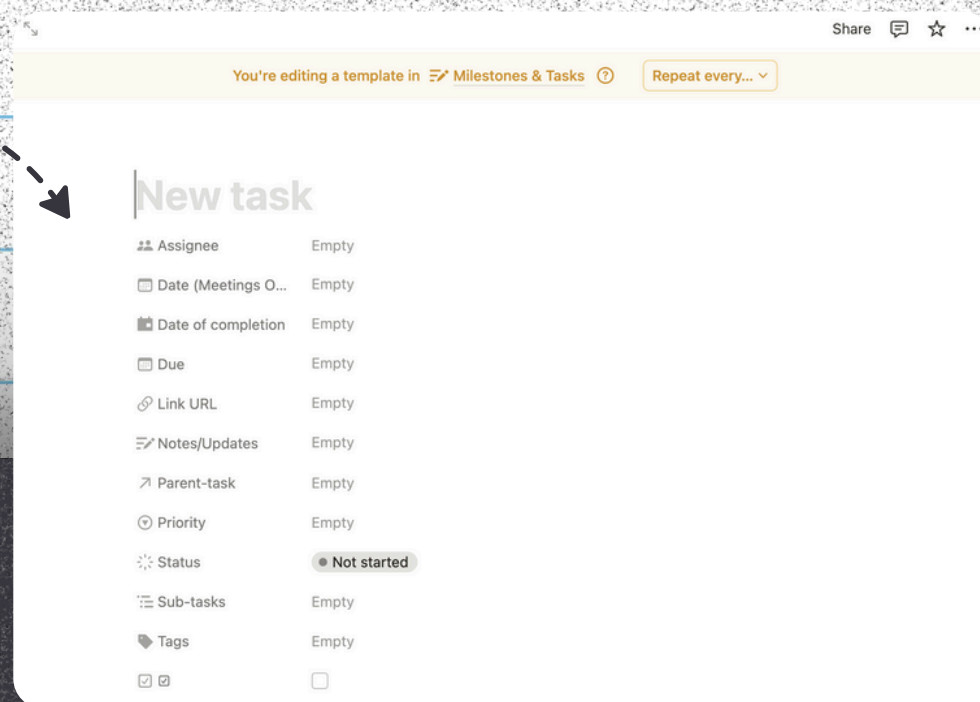 Share
You're editing a template in Milestones & Tasks ? Repeat every...
New task
Assignee Empty
Date (Meetings O... Empty
Date of completion Empty
Due Empty
Link URL Empty
Notes/Updates Empty
Parent-task Empty
Priority Empty
Status Not started
Sub-tasks Empty
Tags Empty